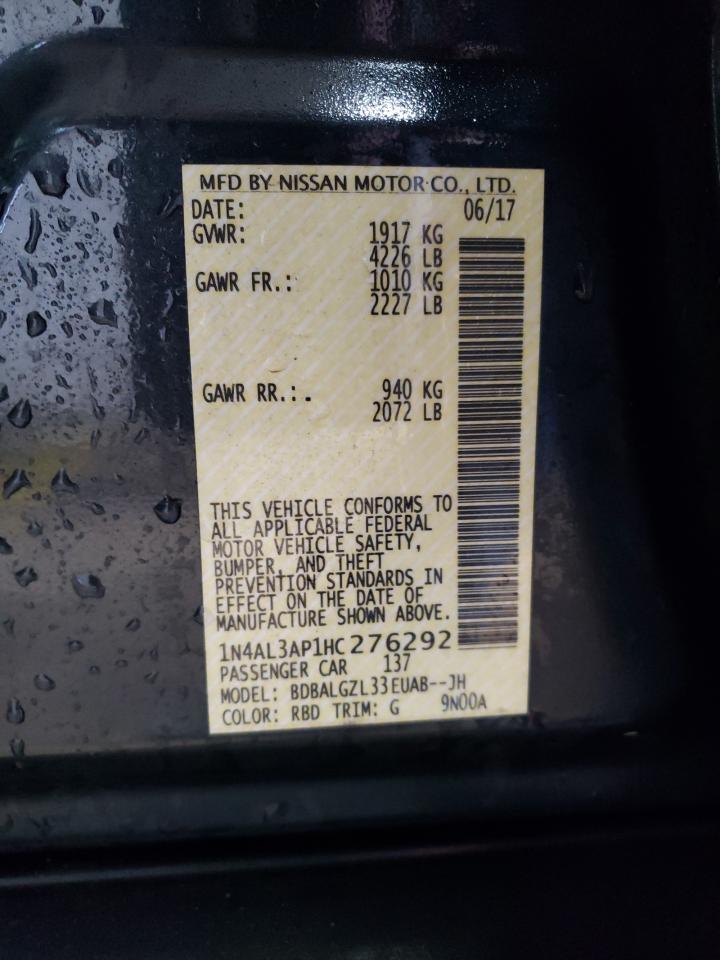 MFD BY NISSAN MOTOR CO., LTD.
DATE: 06/17
GVWR: 1917 KG
4226 LB
GAWR FR.: 1010 KG
2227 LB
GAWR RR.: 940 KG
2072 LB
THIS VEHICLE CONFORMS TO
ALL APPLICABLE FEDERAL
MOTOR VEHICLE SAFETY,
BUMPER, AND THEFT
PREVENTION STANDARDS IN
EFFECT ON THE DATE OF
MANUFACTURE SHOWN ABOVE.
1N4AL3AP1HC276292
PASSENGER CAR 137
MODEL: BDBALGZL33EUAB--JH
COLOR: RBD TRIM: G 9N00A